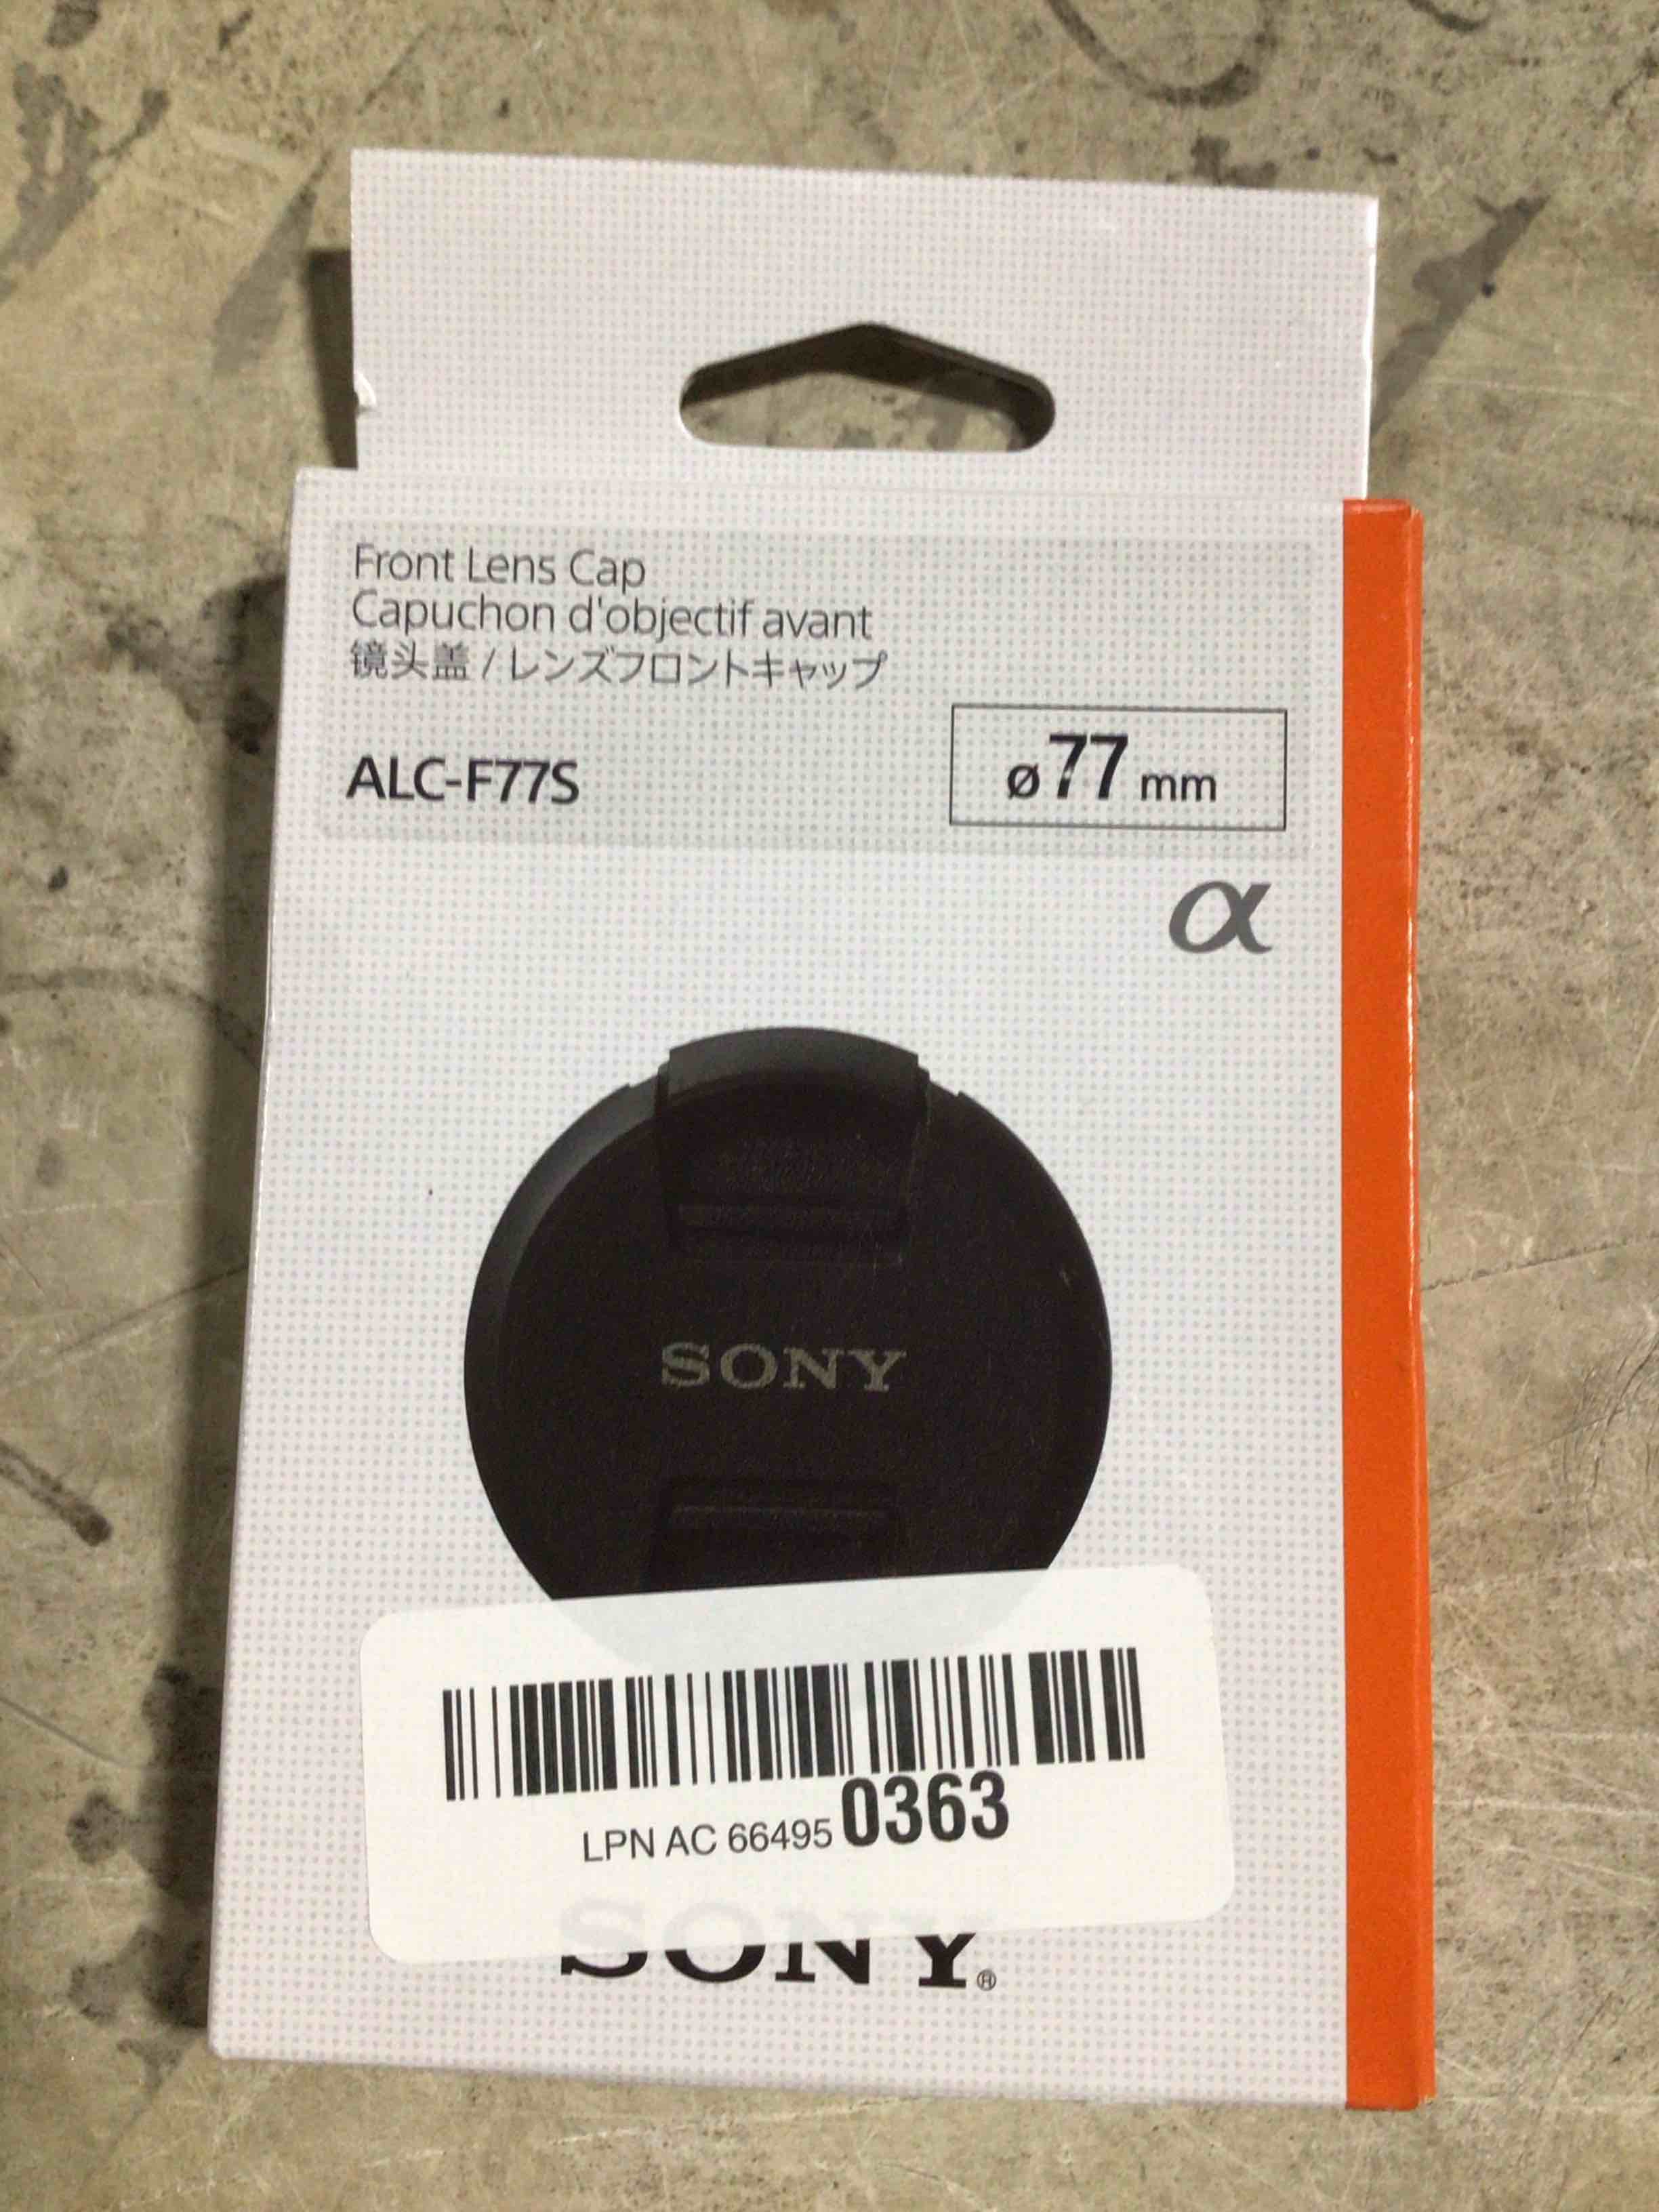 Front Lens Cap
Capuchon d'objectif avant
镜头盖 / レンズフロントキャップ
ALC-F77S
ø77 mm
α
SONY
LPN AC 66495 0363
SONY®